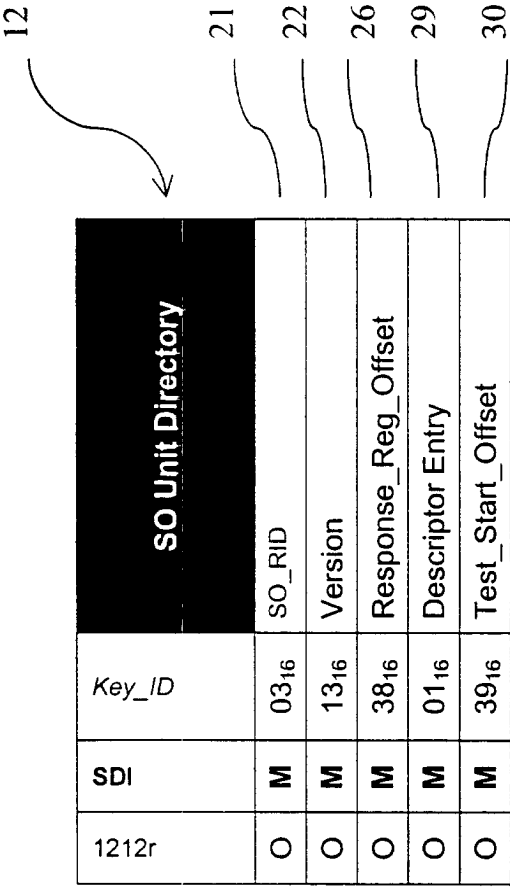 12
1212r SDI Key_ID SO Unit Directory
O M 03₁₆ SO_RID 21
O M 13₁₆ Version 22
O M 38₁₆ Response_Reg_Offset 26
O M 01₁₆ Descriptor Entry 29
O M 39₁₆ Test_Start_Offset 30